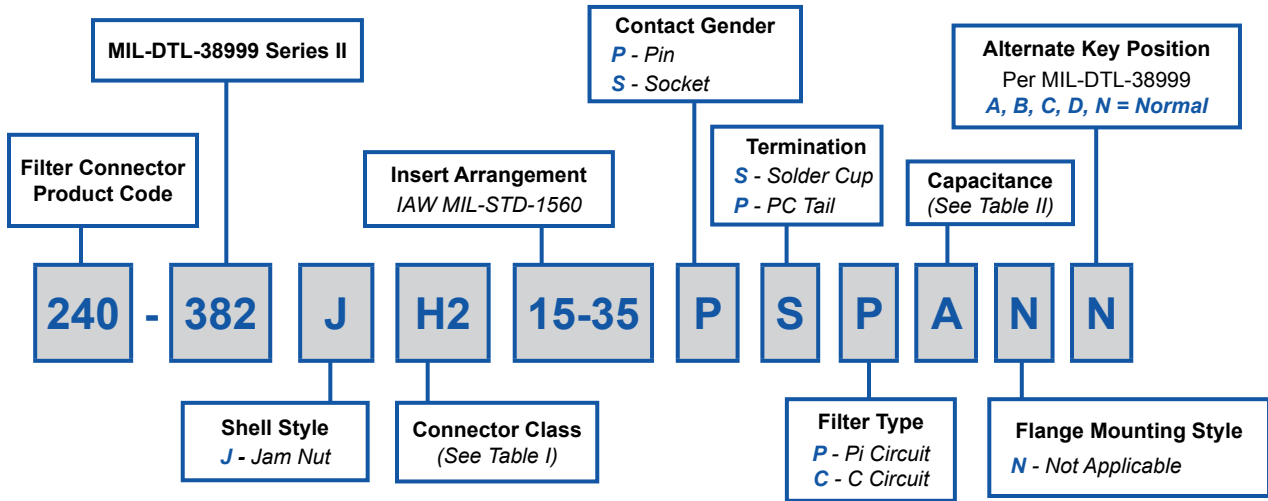 MIL-DTL-38999 Series II
Contact Gender
P - Pin
S - Socket
Alternate Key Position
Per MIL-DTL-38999
A, B, C, D, N = Normal
Filter Connector
Product Code
Insert Arrangement
IAW MIL-STD-1560
Termination
S - Solder Cup
P - PC Tail
Capacitance
(See Table II)
240 - 382 J H2 15-35 P S P A N N
Shell Style
J - Jam Nut
Connector Class
(See Table I)
Filter Type
P - Pi Circuit
C - C Circuit
Flange Mounting Style
N - Not Applicable